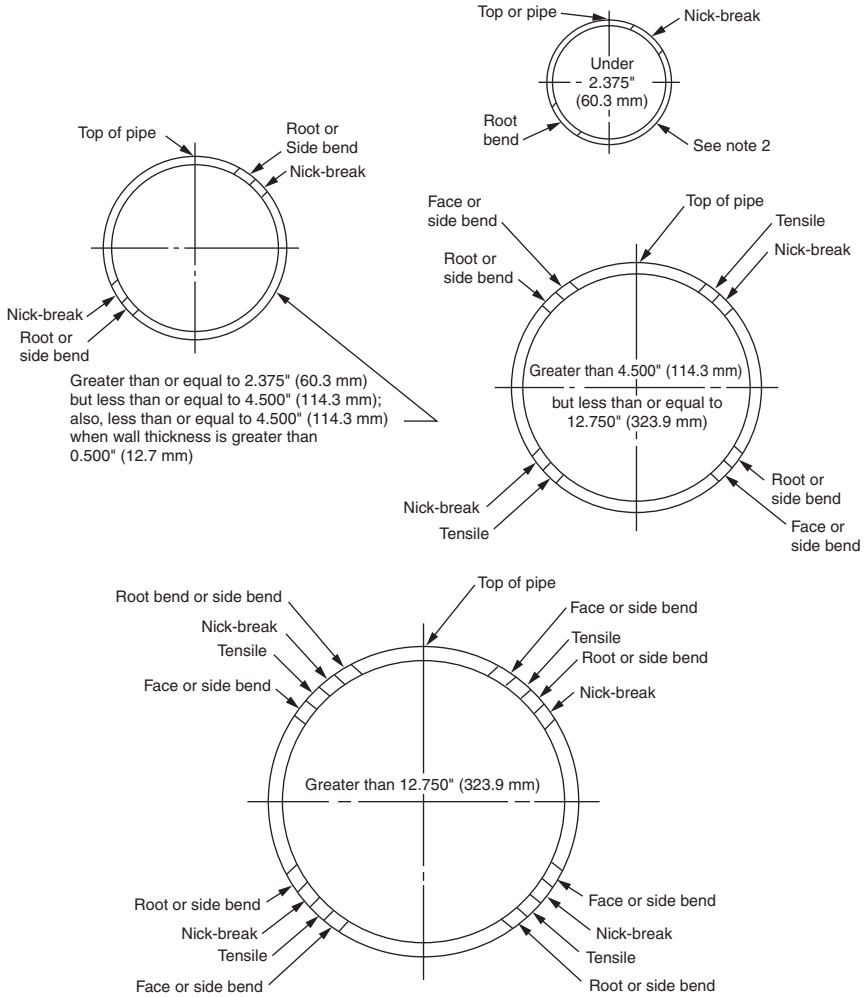 Top or pipe
Nick-break
Under
2.375"
(60.3 mm)
Root
bend
See note 2
Top of pipe
Root or
Side bend
Nick-break
Nick-break
Root or
side bend
Greater than or equal to 2.375" (60.3 mm)
but less than or equal to 4.500" (114.3 mm);
also, less than or equal to 4.500" (114.3 mm)
when wall thickness is greater than
0.500" (12.7 mm)
Face or
side bend
Root or
side bend
Top of pipe
Tensile
Nick-break
Greater than 4.500" (114.3 mm)
but less than or equal to
12.750" (323.9 mm)
Nick-break
Tensile
Root or
side bend
Face or
side bend
Top of pipe
Root bend or side bend
Nick-break
Tensile
Face or side bend
Face or side bend
Tensile
Root or side bend
Nick-break
Greater than 12.750" (323.9 mm)
Root or side bend
Nick-break
Tensile
Face or side bend
Face or side bend
Nick-break
Tensile
Root or side bend